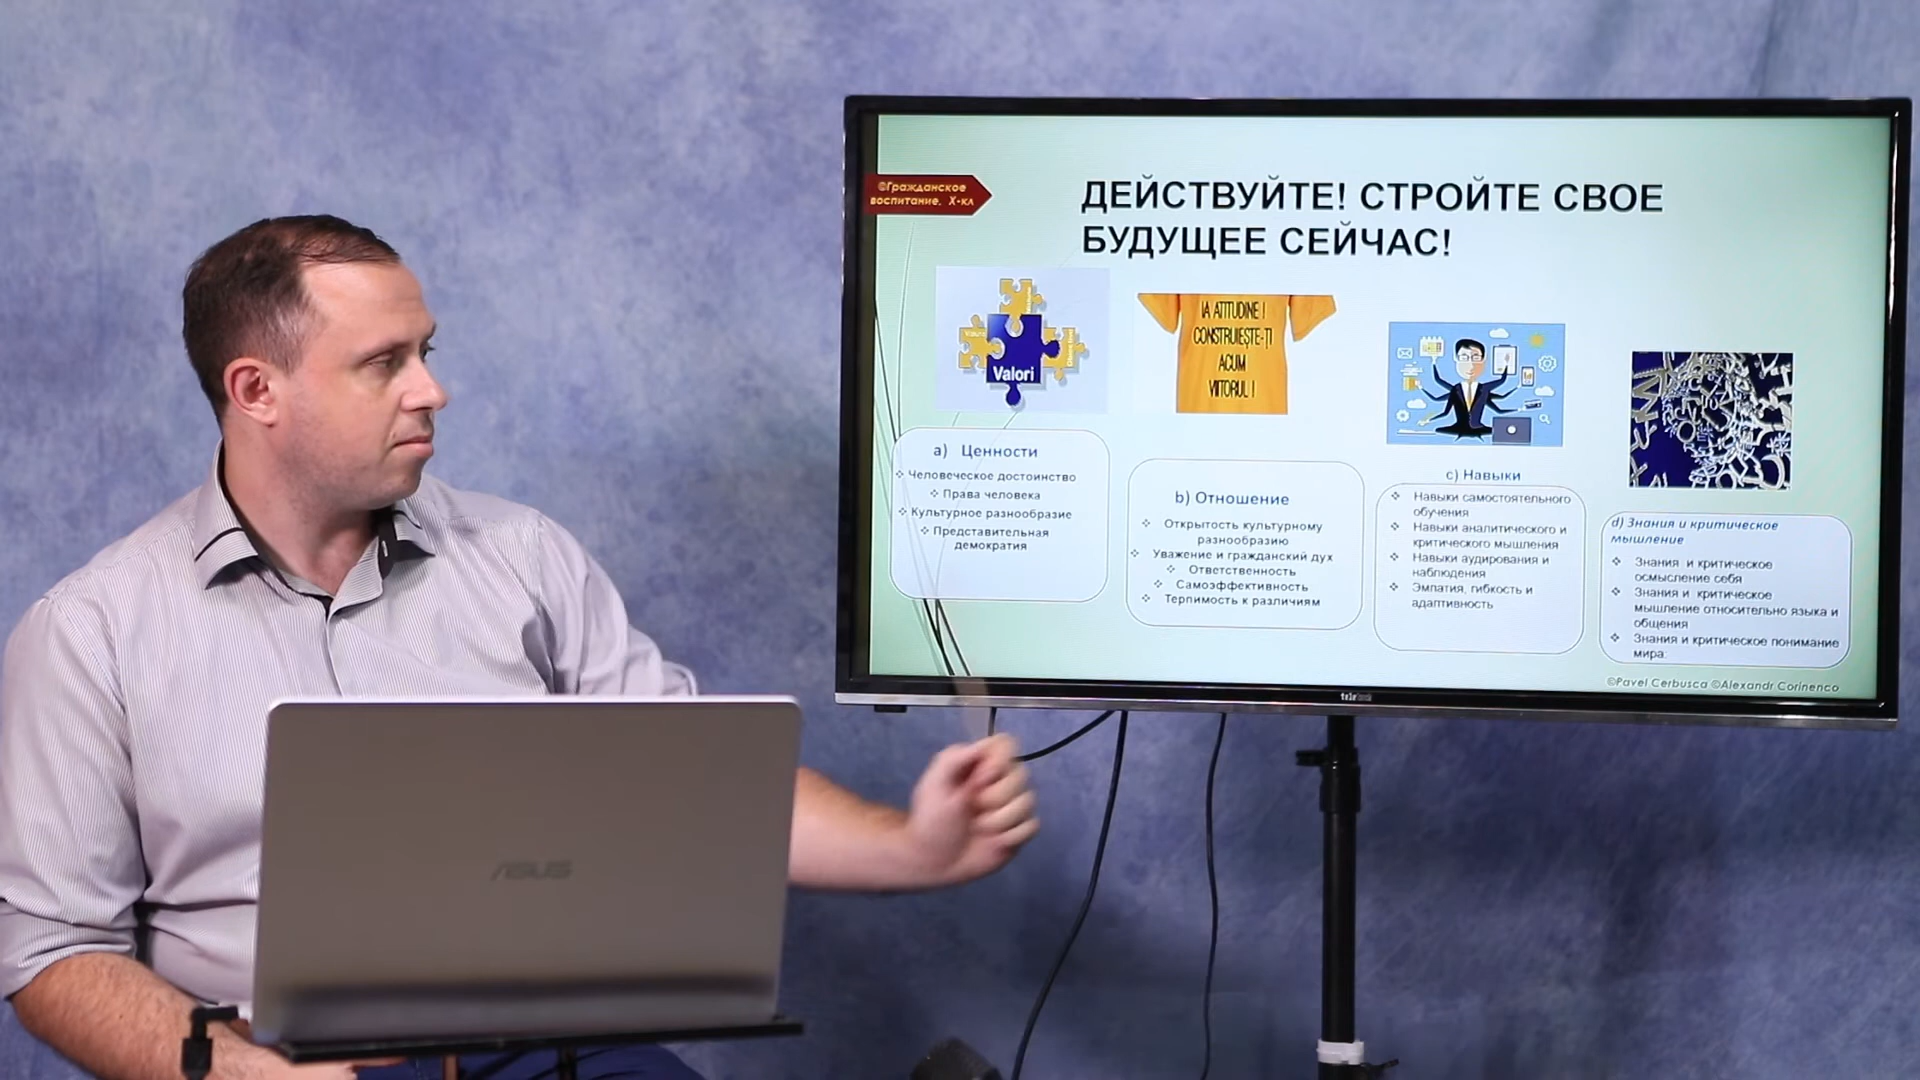 ©Гражданское
воспитание, X-кл
ДЕЙСТВУЙТЕ! СТРОЙТЕ СВОЕ
БУДУЩЕЕ СЕЙЧАС!
Valori
IA ATITUDINE !
CONSTRUIEȘTE-ȚI
ACUM
VIITORUL !
a) Ценности
❖ Человеческое достоинство
❖ Права человека
❖ Культурное разнообразие
❖ Представительная
демократия
b) Отношение
❖ Открытость культурному
разнообразию
❖ Уважение и гражданский дух
❖ Ответственность
❖ Самоэффективность
❖ Терпимость к различиям
c) Навыки
❖ Навыки самостоятельного
обучения
❖ Навыки аналитического и
критического мышления
❖ Навыки аудирования и
наблюдения
❖ Эмпатия, гибкость и
адаптивность
d) Знания и критическое
мышление
❖ Знания и критическое
осмысление себя
❖ Знания и критическое
мышление относительно языка и
общения
❖ Знания и критическое понимание
мира:
©Pavel Cerbusca ©Alexandr Corinenco
ASUS